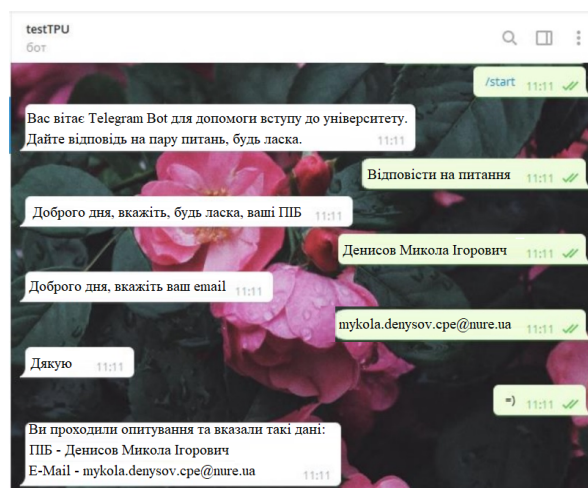 testTPU
бот
/start 11:11
Вас вітає Telegram Bot для допомоги вступу до університету.
Дайте відповідь на пару питань, будь ласка. 11:11
Відповісти на питання 11:11
Доброго дня, вкажіть, будь ласка, ваші ПІБ 11:11
Денисов Микола Ігорович 11:11
Доброго дня, вкажіть ваш email 11:11
mykola.denysov.cpe@nure.ua 11:11
Дякую 11:11
=) 11:11
Ви проходили опитування та вказали такі дані:
ПІБ - Денисов Микола Ігорович
E-Mail - mykola.denysov.cpe@nure.ua 11:11